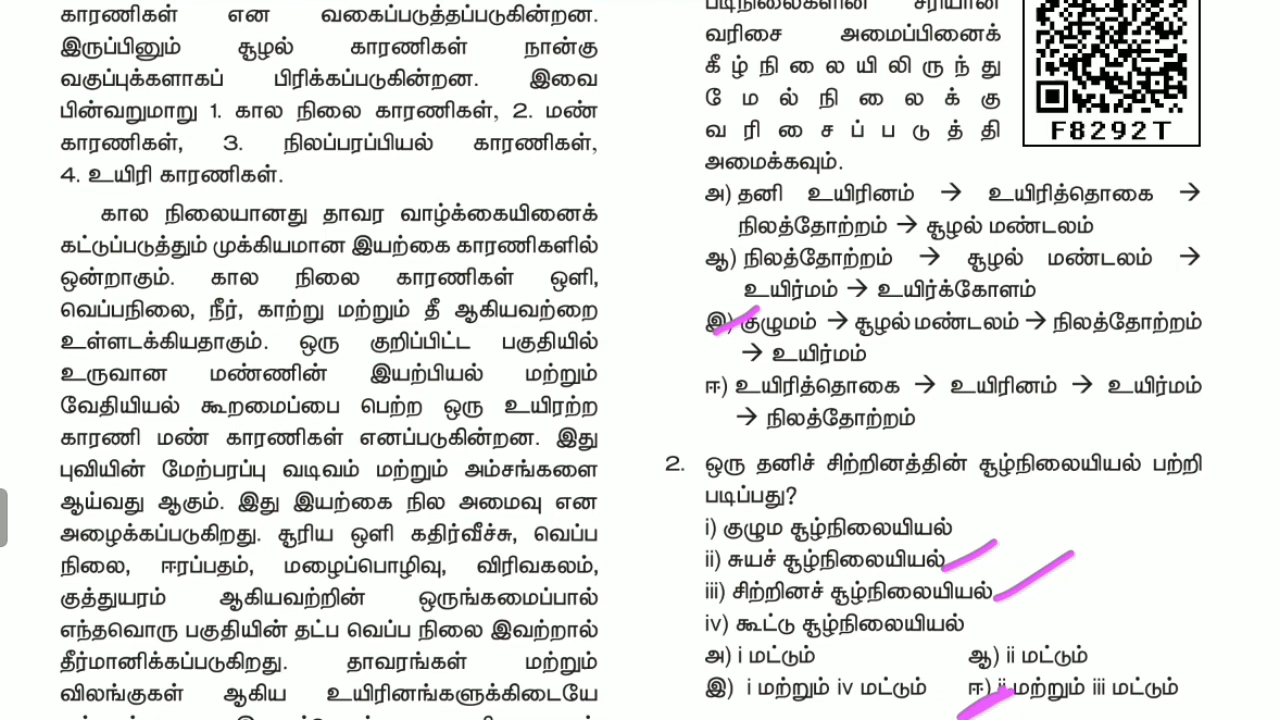 காரணிகள் என வகைப்படுத்தப்படுகின்றன.
இருப்பினும் சூழல் காரணிகள் நான்கு
வகுப்புக்களாகப் பிரிக்கப்படுகின்றன. இவை
பின்வறுமாறு 1. கால நிலை காரணிகள், 2. மண்
காரணிகள், 3. நிலப்பரப்பியல் காரணிகள்,
4. உயிரி காரணிகள்.
கால நிலையானது தாவர வாழ்க்கையினைக்
கட்டுப்படுத்தும் முக்கியமான இயற்கை காரணிகளில்
ஒன்றாகும். கால நிலை காரணிகள் ஒளி,
வெப்பநிலை, நீர், காற்று மற்றும் தீ ஆகியவற்றை
உள்ளடக்கியதாகும். ஒரு குறிப்பிட்ட பகுதியில்
உருவான மண்ணின் இயற்பியல் மற்றும்
வேதியியல் கூறமைப்பை பெற்ற ஒரு உயிரற்ற
காரணி மண் காரணிகள் எனப்படுகின்றன. இது
புவியின் மேற்பரப்பு வடிவம் மற்றும் அம்சங்களை
ஆய்வது ஆகும். இது இயற்கை நில அமைவு என
அழைக்கப்படுகிறது. சூரிய ஒளி கதிர்வீச்சு, வெப்ப
நிலை, ஈரப்பதம், மழைப்பொழிவு, விரிவகலம்,
குத்துயரம் ஆகியவற்றின் ஒருங்கமைப்பால்
எந்தவொரு பகுதியின் தட்ப வெப்ப நிலை இவற்றால்
தீர்மானிக்கப்படுகிறது. தாவரங்கள் மற்றும்
விலங்குகள் ஆகிய உயிரினங்களுக்கிடையே
படிநிலைகளின் சரியான
வரிசை அமைப்பினைக்
கீழ்நிலையிலிருந்து
மேல்நிலைக்கு
வரிசைப்படுத்தி
அமைக்கவும்.
F8292T
அ) தனி உயிரினம் → உயிரித்தொகை →
நிலத்தோற்றம் → சூழல் மண்டலம்
ஆ) நிலத்தோற்றம் → சூழல் மண்டலம் →
உயிர்மம் → உயிர்க்கோளம்
இ) குழுமம் → சூழல் மண்டலம் → நிலத்தோற்றம்
→ உயிர்மம்
ஈ) உயிரித்தொகை → உயிரினம் → உயிர்மம்
→ நிலத்தோற்றம்
2. ஒரு தனிச் சிற்றினத்தின் சூழ்நிலையியல் பற்றி
படிப்பது?
i) குழும சூழ்நிலையியல்
ii) சுயச் சூழ்நிலையியல்
iii) சிற்றினச் சூழ்நிலையியல்
iv) கூட்டு சூழ்நிலையியல்
அ) i மட்டும் ஆ) ii மட்டும்
இ) i மற்றும் iv மட்டும் ஈ) ii மற்றும் iii மட்டும்